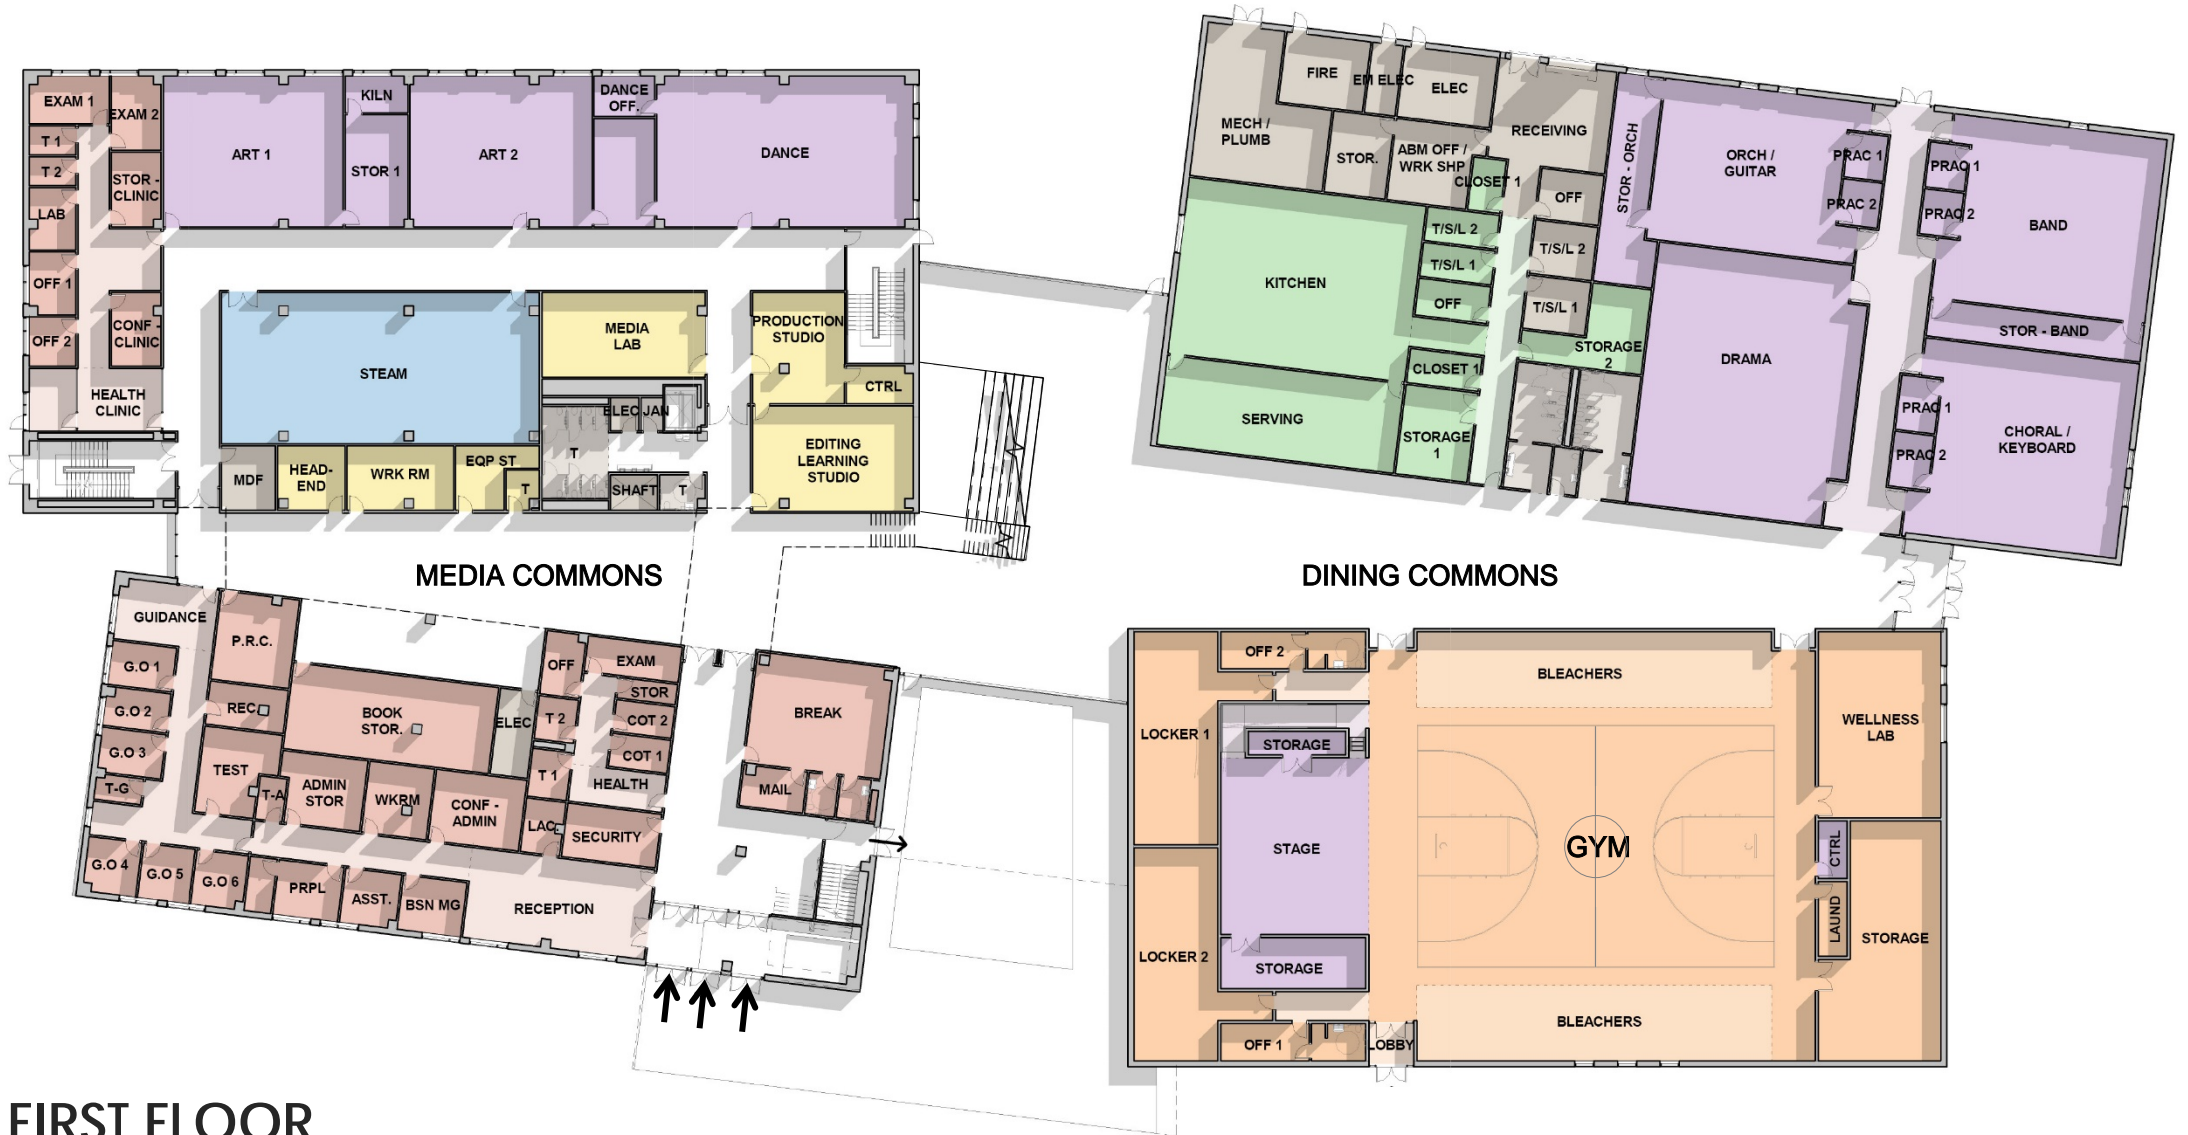 EXAM 1
EXAM 2
T 1
T 2
STOR -
CLINIC
LAB
OFF 1
OFF 2
CONF -
CLINIC
HEALTH
CLINIC
ART 1
KILN
STOR 1
ART 2
DANCE
OFF.
DANCE
STEAM
MEDIA
LAB
PRODUCTION
STUDIO
CTRL
ELEC
JAN
EDITING
LEARNING
STUDIO
MDF
HEAD-
END
WRK RM
EQP ST
T
T
SHAFT
T
MECH /
PLUMB
FIRE
EM ELEC
ELEC
RECEIVING
STOR.
ABM OFF /
WRK SHP
CLOSET 1
OFF
T/S/L 2
T/S/L 1
OFF
T/S/L 2
T/S/L 1
KITCHEN
STORAGE
2
CLOSET 1
SERVING
STORAGE
1
STOR - ORCH
ORCH /
GUITAR
PRAC 1
PRAC 2
PRAC 1
PRAC 2
BAND
STOR - BAND
DRAMA
PRAC 1
PRAC 2
CHORAL /
KEYBOARD
MEDIA COMMONS
DINING COMMONS
GUIDANCE
P.R.C.
G.O 1
G.O 2
G.O 3
T-G
REC
BOOK
STOR.
ELEC
OFF
EXAM
STOR
T 2
COT 2
COT 1
T 1
HEALTH
TEST
T-A
ADMIN
STOR
WKRM
CONF -
ADMIN
LAC.
SECURITY
G.O 4
G.O 5
G.O 6
PRPL
ASST.
BSN MG
RECEPTION
BREAK
MAIL
OFF 2
LOCKER 1
STORAGE
STAGE
LOCKER 2
STORAGE
OFF 1
LOBBY
BLEACHERS
GYM
BLEACHERS
WELLNESS
LAB
CTRL
LAUND
STORAGE
FIRST FLOOR